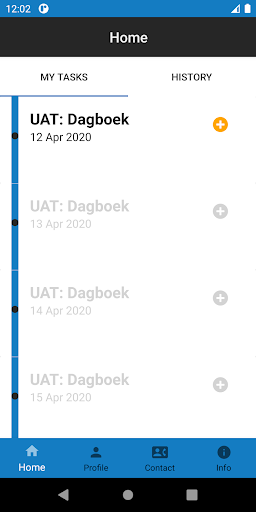 12:02
Home
MY TASKS
HISTORY
UAT: Dagboek
12 Apr 2020
UAT: Dagboek
13 Apr 2020
UAT: Dagboek
14 Apr 2020
UAT: Dagboek
15 Apr 2020
Home
Profile
Contact
Info